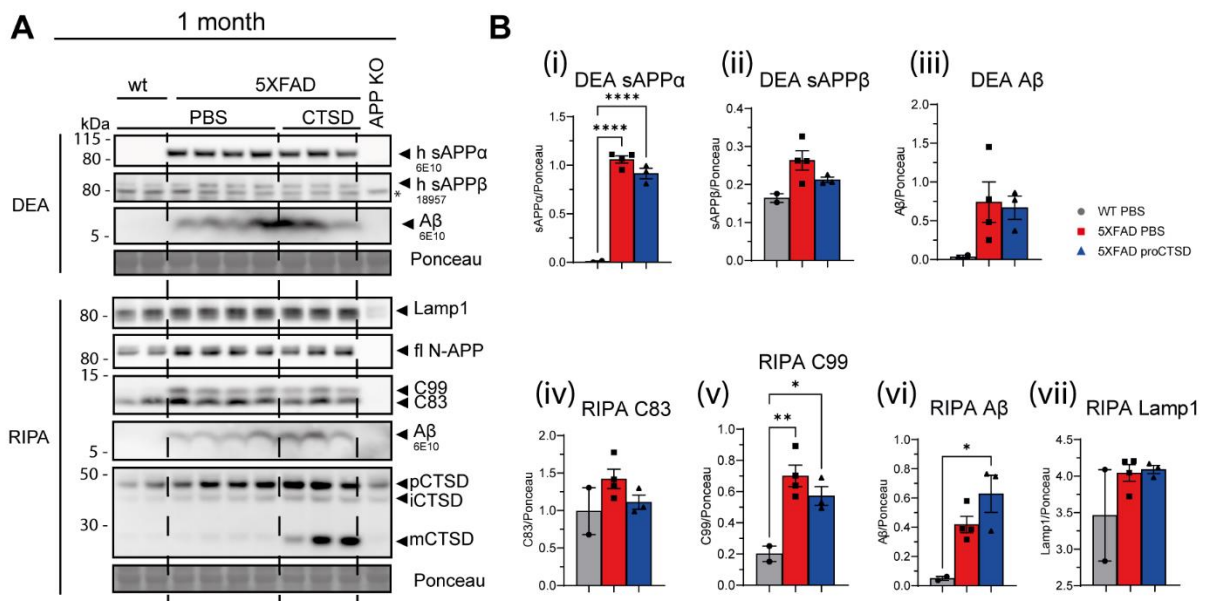 A
1 month
wt
5XFAD
APP KO
kDa
PBS
CTSD
DEA
115 -
80 -
h sAPPα
6E10
80 -
h sAPPβ
*
18957
Aβ
5 -
6E10
Ponceau
RIPA
80 -
Lamp1
80 -
fl N-APP
15
C99
C83
Aβ
5 -
6E10
50 -
pCTSD
iCTSD
30 -
mCTSD
Ponceau
B
(i)
DEA sAPPα
sAPPα/Ponceau
1.5
1.0
0.5
0.0
****
****
(ii)
DEA sAPPβ
sAPPβ/Ponceau
0.4
0.3
0.2
0.1
0.0
(iii)
DEA Aβ
Aβ/Ponceau
2.0
1.5
1.0
0.5
0.0
WT PBS
5XFAD PBS
5XFAD proCTSD
(iv)
RIPA C83
C83/Ponceau
2.0
1.5
1.0
0.5
0.0
(v)
RIPA C99
C99/Ponceau
1.0
0.8
0.6
0.4
0.2
0.0
*
**
(vi)
RIPA Aβ
Aβ/Ponceau
1.0
0.8
0.6
0.4
0.2
0.0
*
(vii)
RIPA Lamp1
Lamp1/Ponceau
4.5
4.0
3.5
3.0
2.5